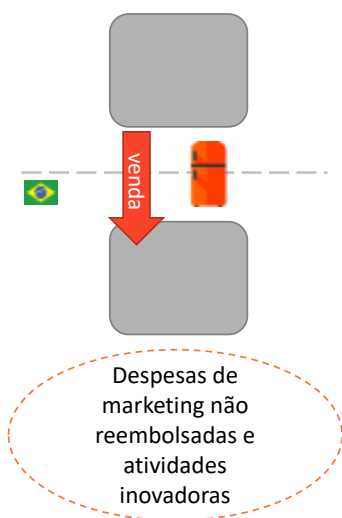 venda
Despesas de
marketing não
reembolsadas e
atividades
inovadoras